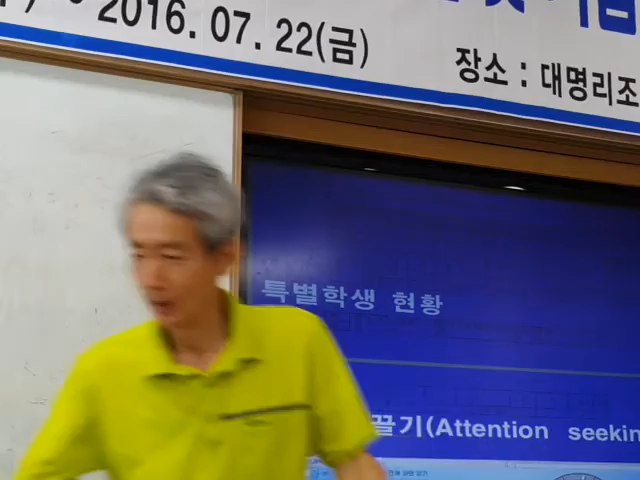 2016. 07. 22(금)
장소 : 대명리조
특별학생 현황
끌기(Attention seekin